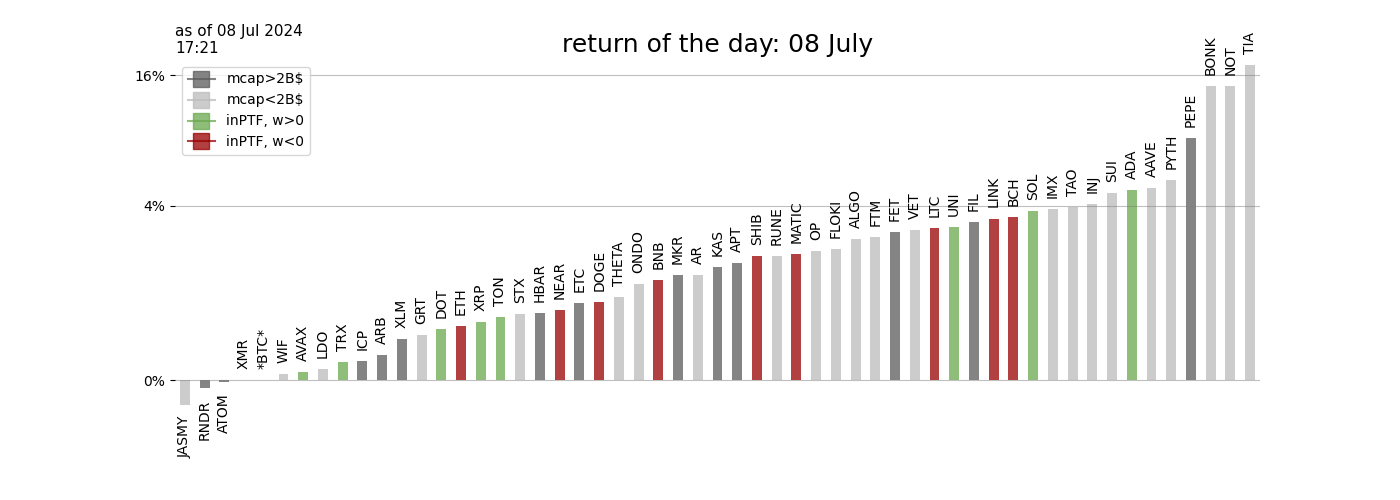 as of 08 Jul 2024
17:21
return of the day: 08 July
mcap>2B$
mcap<2B$
inPTF, w>0
inPTF, w<0
16%
4%
0%
JASMY
RNDR
ATOM
XMR
*BTC*
WIF
AVAX
LDO
TRX
ICP
ARB
XLM
GRT
DOT
ETH
XRP
TON
STX
HBAR
NEAR
ETC
DOGE
THETA
ONDO
BNB
MKR
AR
KAS
APT
SHIB
RUNE
MATIC
OP
FLOKI
ALGO
FTM
FET
VET
LTC
UNI
FIL
LINK
BCH
SOL
IMX
TAO
INJ
SUI
ADA
AAVE
PYTH
PEPE
BONK
NOT
TIA